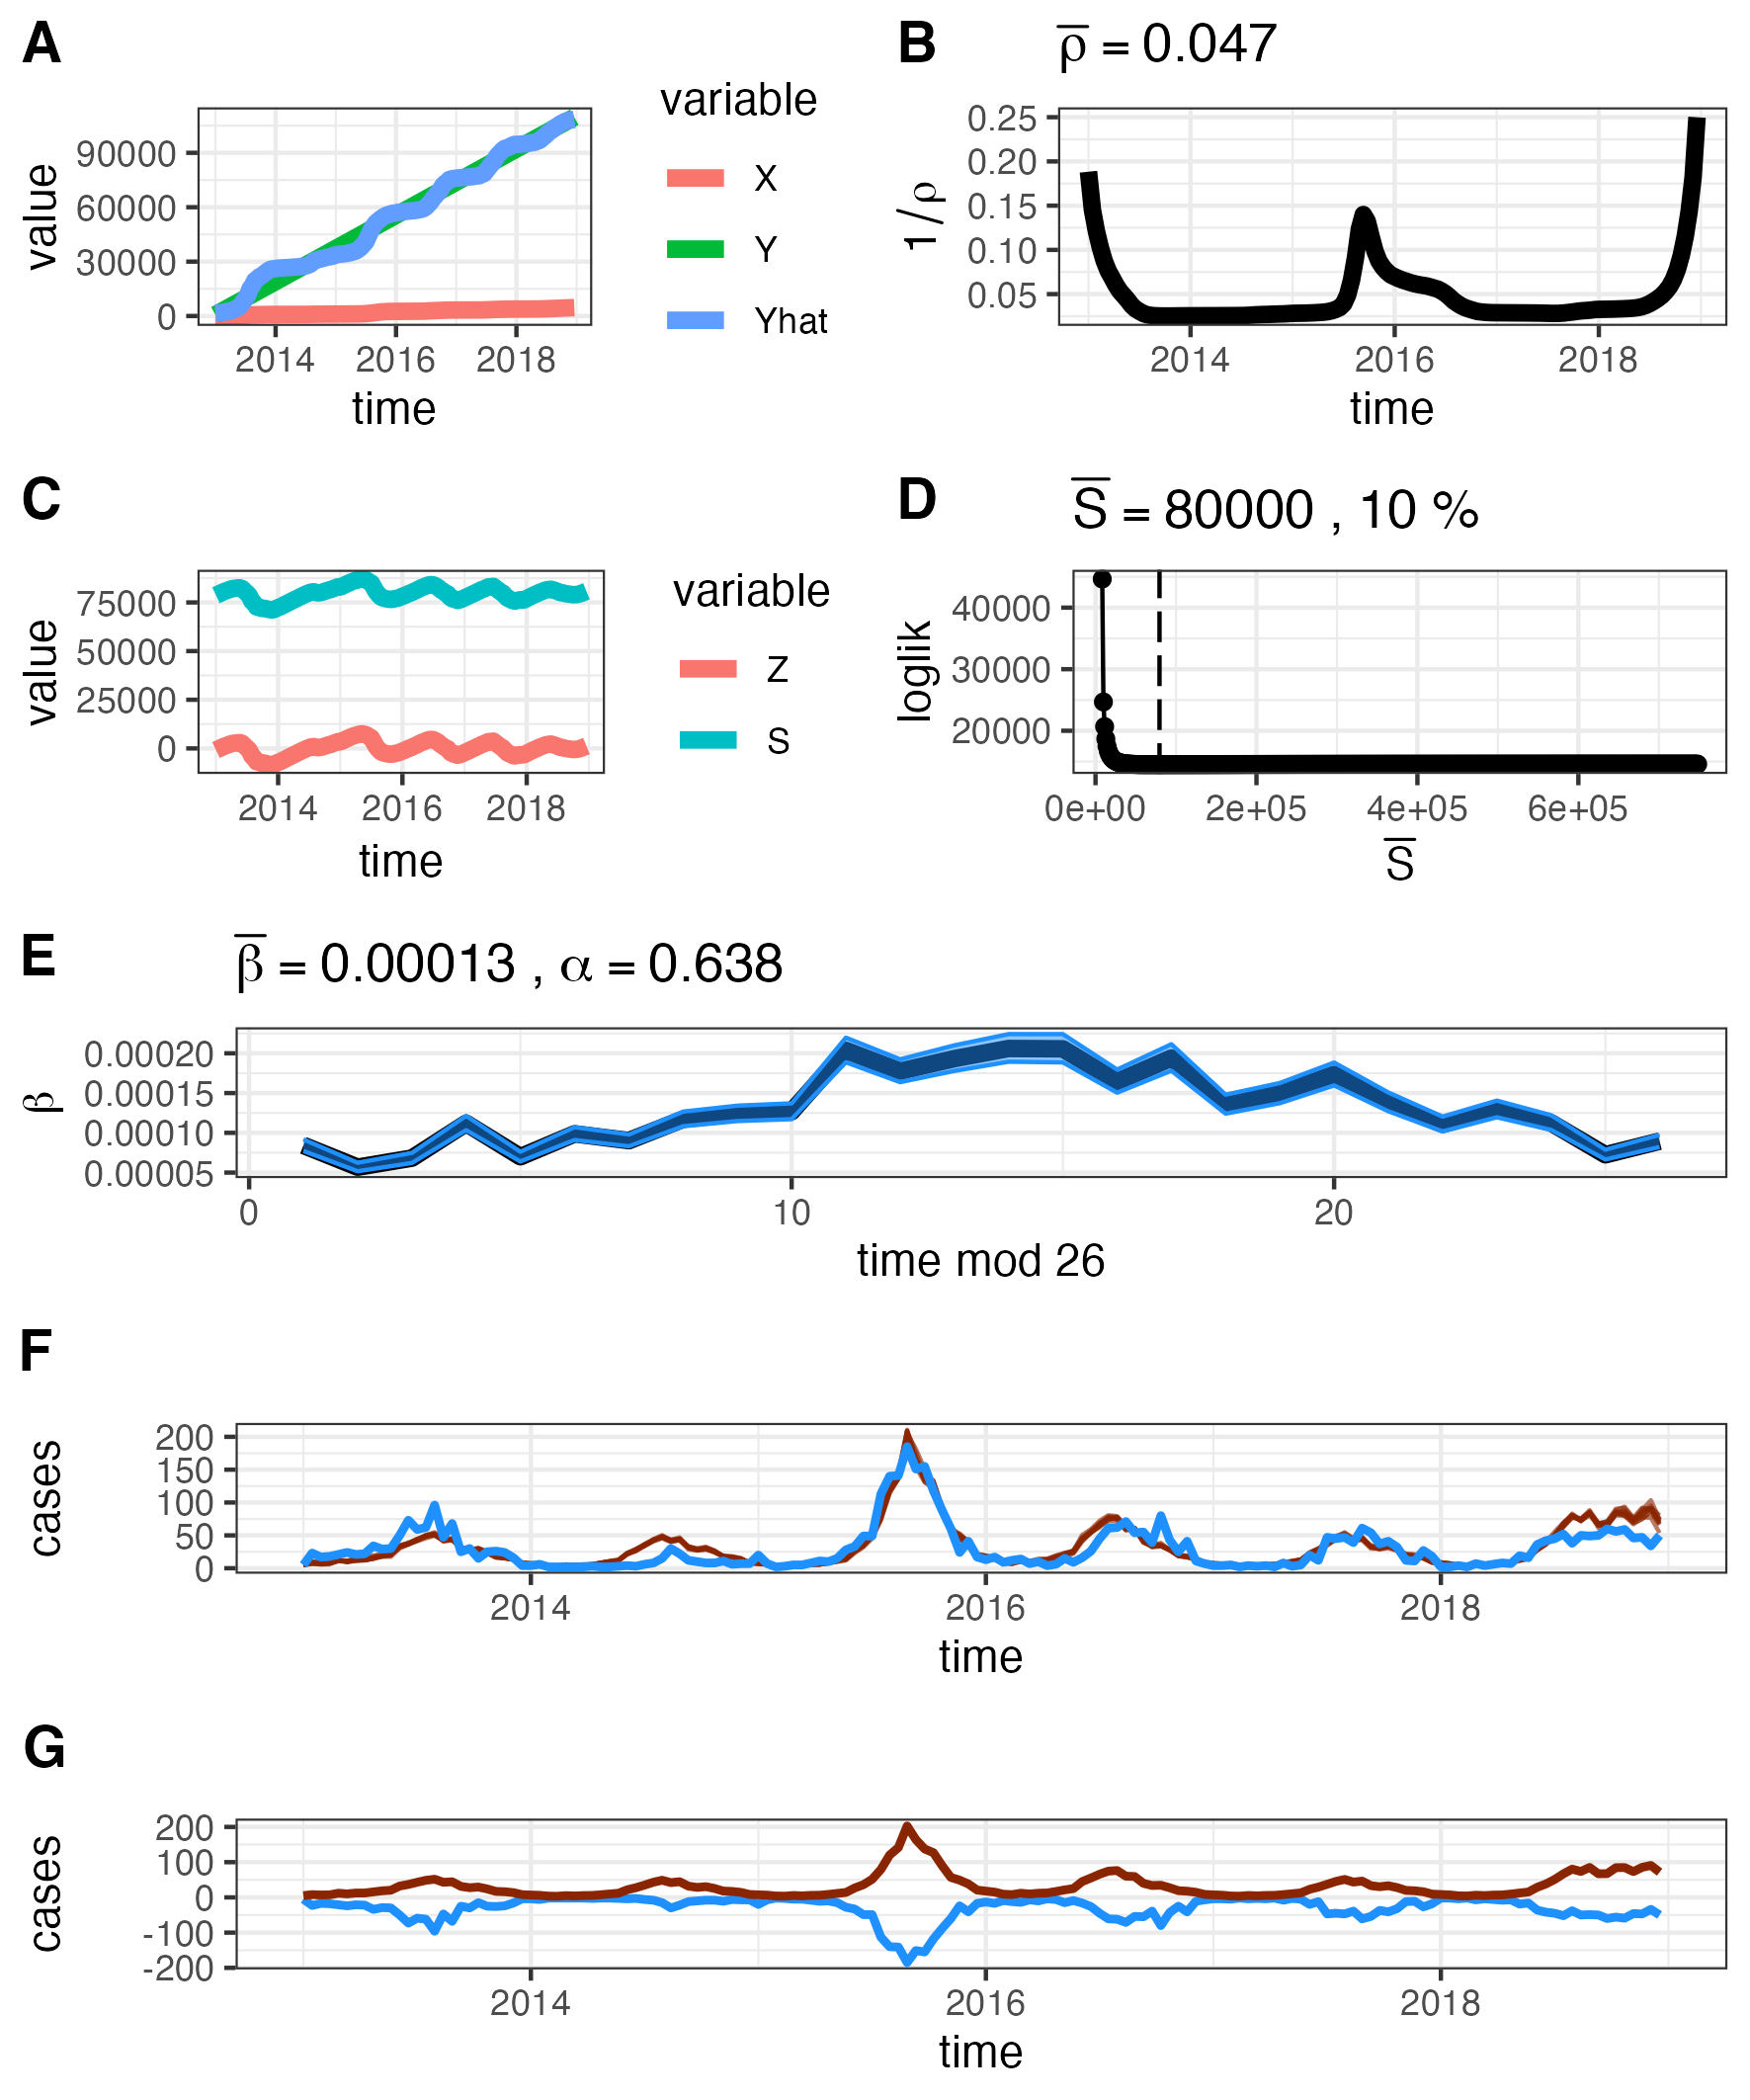 A
variable
value
90000
60000
30000
0
X
Y
Yhat
2014 2016 2018
time
B
ρ̅ = 0.047
1/ρ
0.25
0.20
0.15
0.10
0.05
2014 2016 2018
time
C
variable
value
75000
50000
25000
0
Z
S
2014 2016 2018
time
D
S̅ = 80000 , 10 %
loglik
40000
30000
20000
0e+00 2e+05 4e+05 6e+05
S̅
E
β̅ = 0.00013 , α = 0.638
β
0.00020
0.00015
0.00010
0.00005
0 10 20
time mod 26
F
cases
200
150
100
50
0
2014 2016 2018
time
G
cases
200
100
0
-100
-200
2014 2016 2018
time